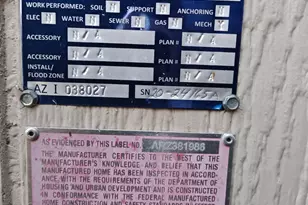 WORK PERFORMED: SOIL N SUPPORT N ANCHORING N
ELEC N WATER N SEWER N GAS N MECH Y
ACCESSORY N/A PLAN # N/A
ACCESSORY N/A PLAN # N/A
INSTALL/
FLOOD ZONE N/A PLAN # N/A
AZ I 038027 SN
AS EVIDENCED BY THIS LABEL NO. ARZ381986
THE MANUFACTURER CERTIFIES TO THE BEST OF THE
MANUFACTURER'S KNOWLEDGE AND BELIEF THAT THIS
MANUFACTURED HOME HAS BEEN INSPECTED IN ACCORD-
ANCE WITH THE REQUIREMENTS OF THE DEPARTMENT OF
HOUSING AND URBAN DEVELOPMENT AND IS CONSTRUCTED
IN CONFORMANCE WITH THE FEDERAL MANUFACTURED